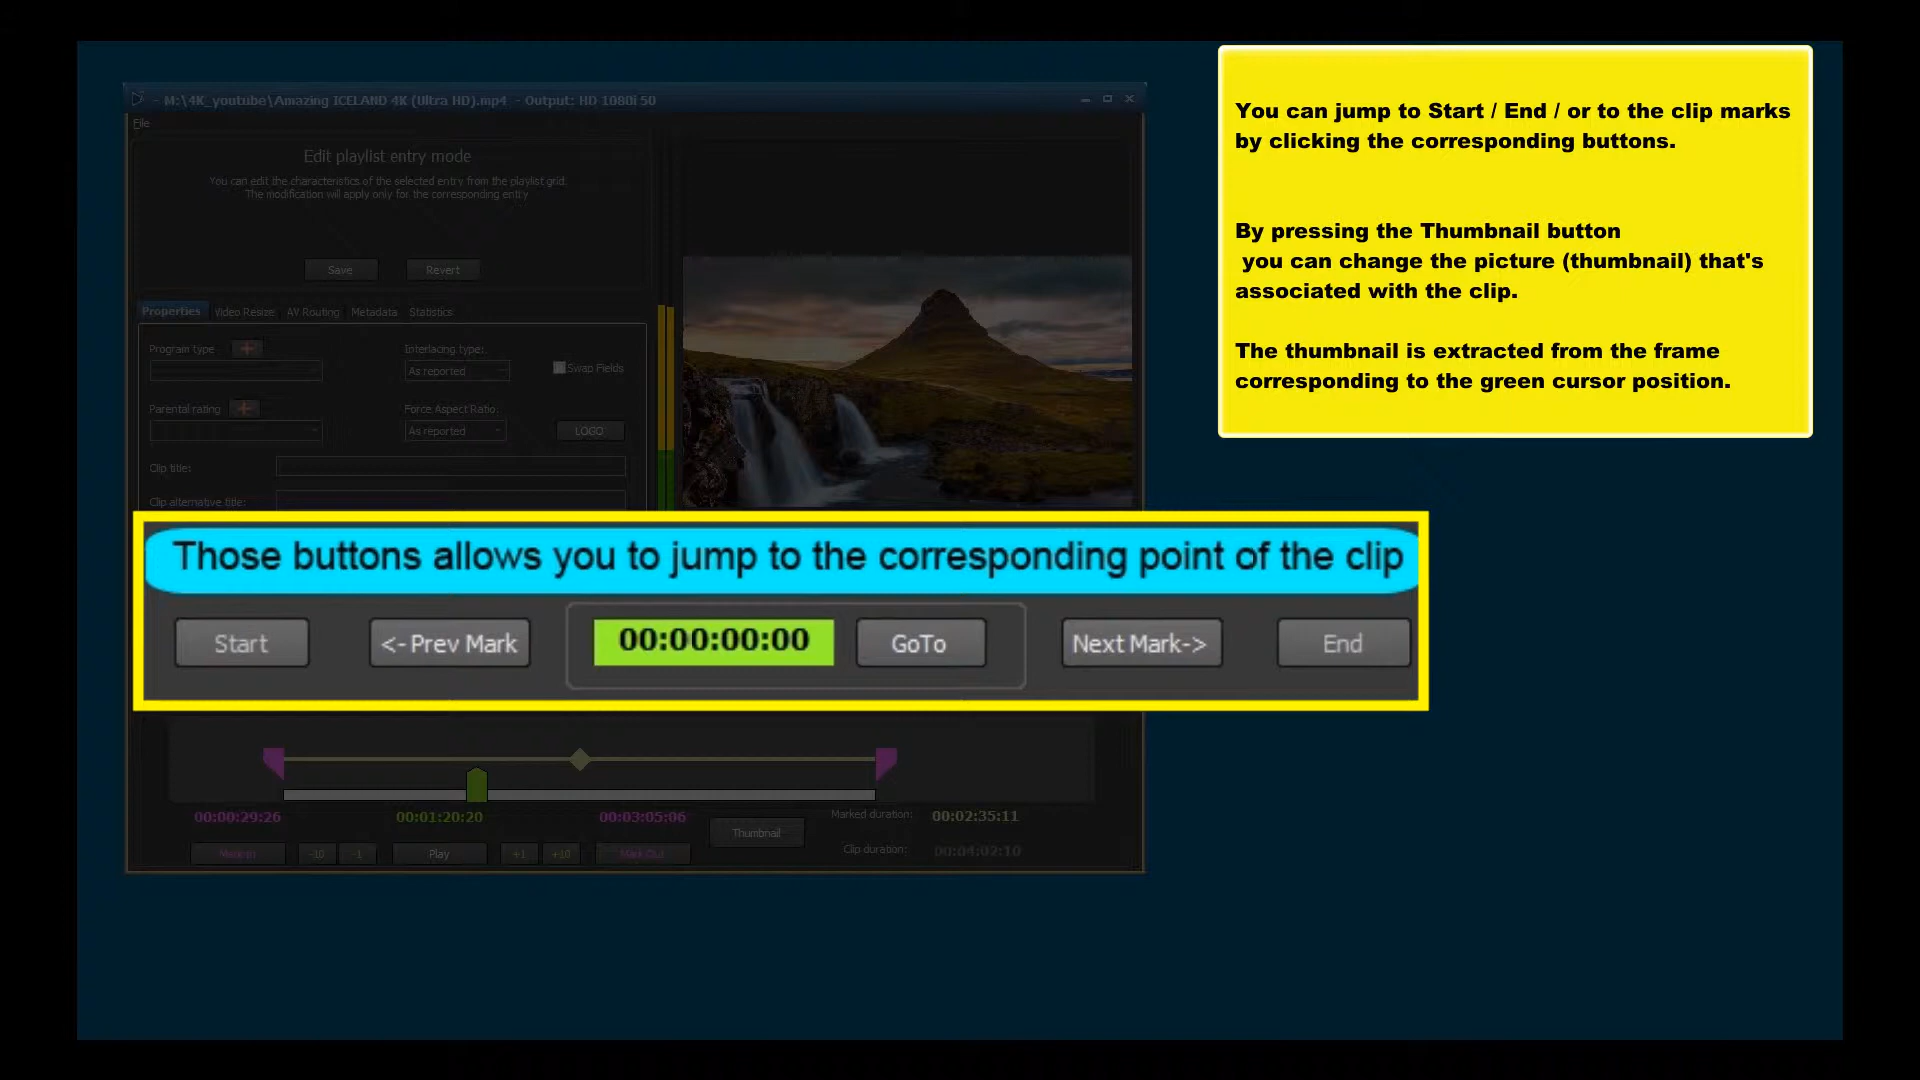 - M:\4K_youtube\Amazing ICELAND 4K (Ultra HD).mp4 - Output: HD 1080i 50
File
Edit playlist entry mode
You can edit the characteristics of the selected entry from the playlist grid.
The modification will apply only for the corresponding entry
Save Revert
Properties Video Resize AV Routing Metadata Statistics
Program type + Interlacing type:
As reported Swap Fields
Parental rating + Force Aspect Ratio:
As reported LOGO
Clip title:
Clip alternative title:
You can jump to Start / End / or to the clip marks
by clicking the corresponding buttons.
By pressing the Thumbnail button
you can change the picture (thumbnail) that's
associated with the clip.
The thumbnail is extracted from the frame
corresponding to the green cursor position.
Those buttons allows you to jump to the corresponding point of the clip
Start <- Prev Mark 00:00:00:00 GoTo Next Mark-> End
00:00:29:26 00:01:20:20 00:03:05:06 Thumbnail Marked duration: 00:02:35:11
Mark In -10 -1 Play +1 +10 Mark Out Clip duration: 00:04:02:10